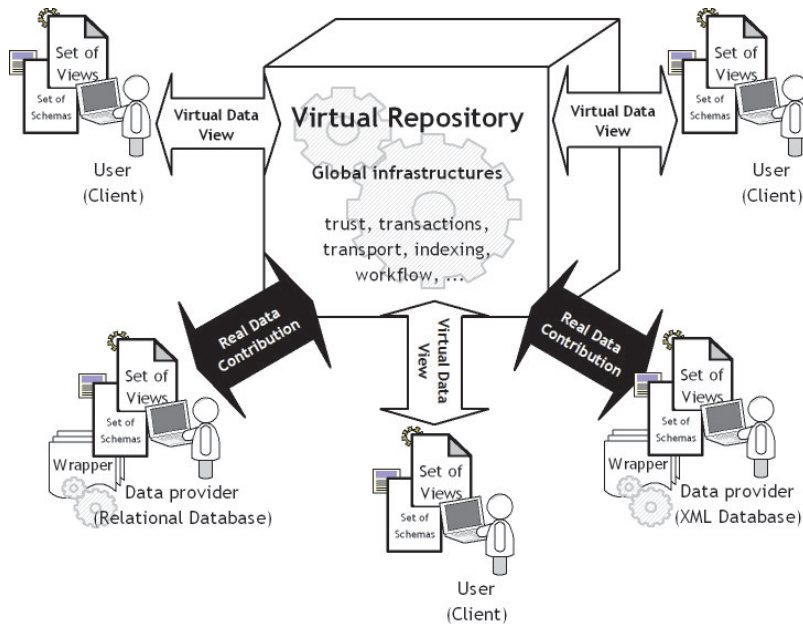 Set of
Views
Set of
Schemas
User
(Client)
Virtual Data
View
Virtual Repository
Global infrastructures
trust, transactions,
transport, indexing,
workflow, ...
Virtual Data
View
Set of
Views
Set of
Schemas
User
(Client)
Real Data
Contribution
Virtual Data
View
Real Data
Contribution
Set of
Views
Set of
Schemas
Wrapper
Data provider
(Relational Database)
Set of
Views
Set of
Schemas
User
(Client)
Set of
Views
Set of
Schemas
Wrapper
Data provider
(XML Database)